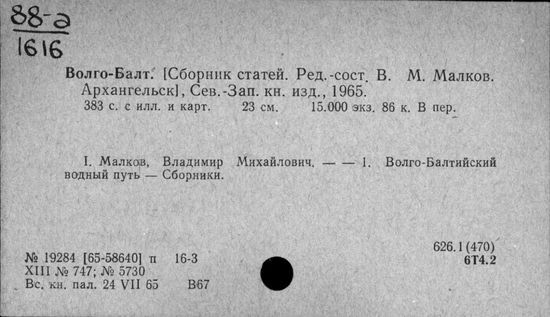 88-д
1616
Волго-Балт. [Сборник статей. Ред.-сост. В. М. Малков.
Архангельск], Сев.-Зап. кн. изд., 1965.
383 с. с илл. и карт. 23 см. 15.000 экз. 86 к. В пер.
I. Малков, Владимир Михайлович. — — 1. Волго-Балтийский
водный путь — Сборники.
626.1(470)
№ 19284 [65-58640] п 16-3 6Т4.2
XIII № 747; № 5730
Вс. кн. пал. 24 VII 65 В67